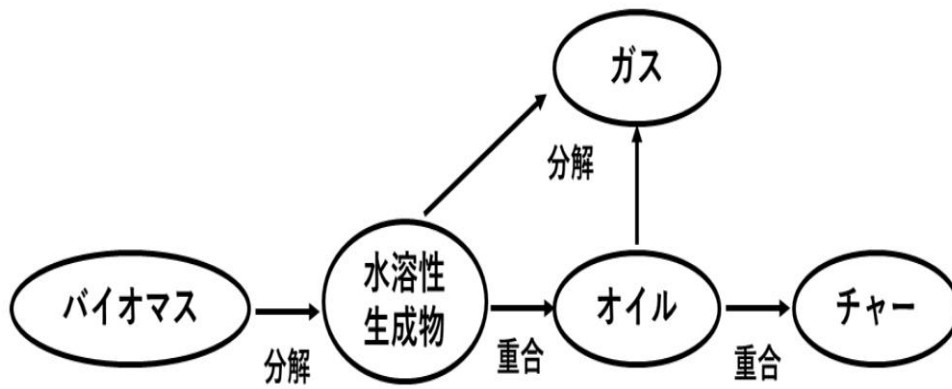 ガス
分解
バイオマス
分解
水溶性
生成物
重合
オイル
重合
チャー